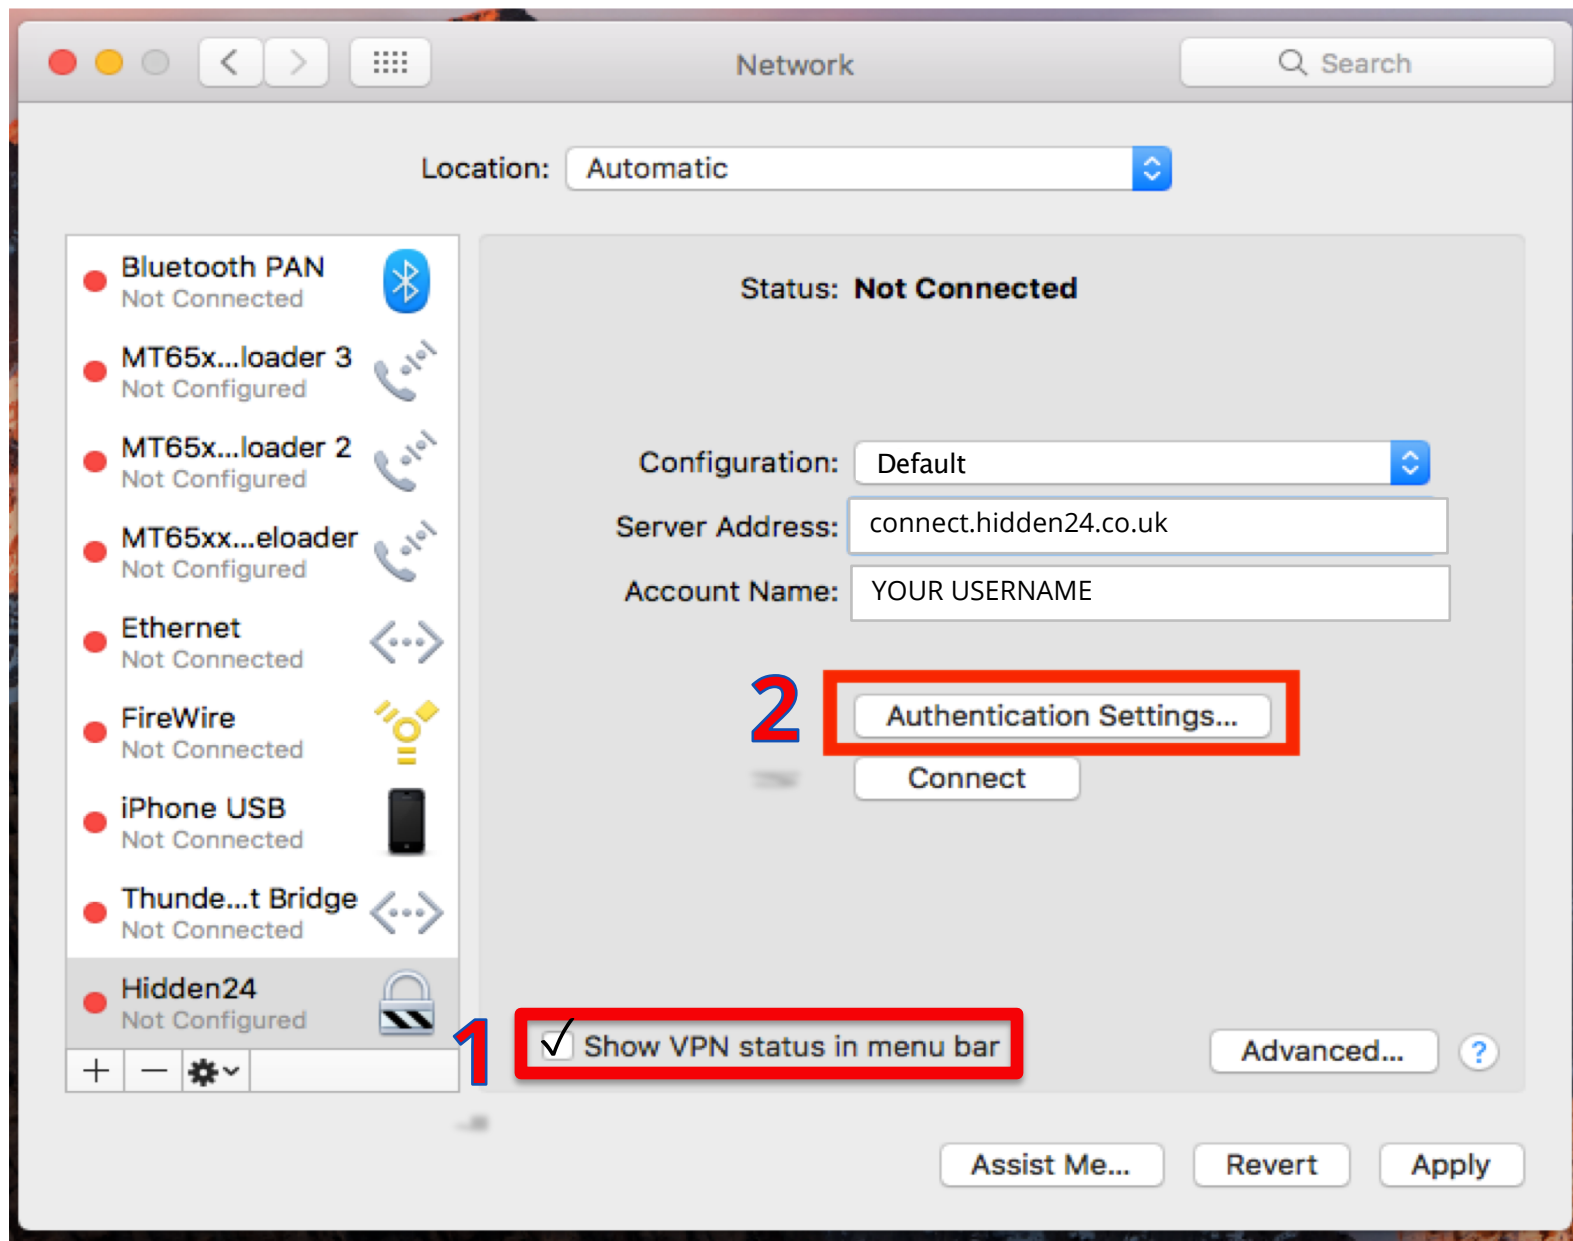 Network
Search
Location: Automatic
Bluetooth PAN
Not Connected
MT65x...loader 3
Not Configured
MT65x...loader 2
Not Configured
MT65xx...eloader
Not Configured
Ethernet
Not Connected
FireWire
Not Connected
iPhone USB
Not Connected
Thunde...t Bridge
Not Connected
Hidden24
Not Configured
Status: Not Connected
Configuration: Default
Server Address: connect.hidden24.co.uk
Account Name: YOUR USERNAME
2 Authentication Settings...
Connect
1 Show VPN status in menu bar
Advanced... ?
Assist Me... Revert Apply